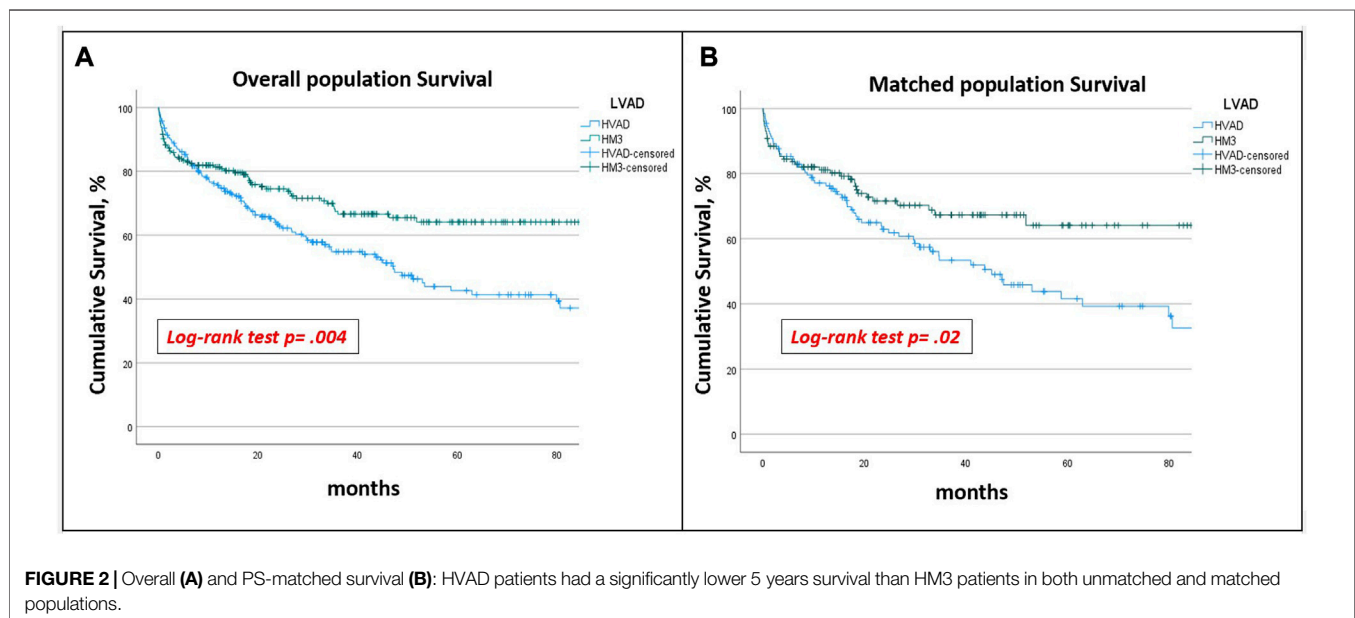 A
Overall population Survival
LVAD
HVAD
HM3
HVAD-censored
HM3-censored
Cumulative Survival, %
100
80
60
40
20
0
Log-rank test p= .004
0 20 40 60 80
months
B
Matched population Survival
LVAD
HVAD
HM3
HVAD-censored
HM3-censored
Cumulative Survival, %
100
80
60
40
20
0
Log-rank test p= .02
0 20 40 60 80
months
FIGURE 2 | Overall (A) and PS-matched survival (B): HVAD patients had a significantly lower 5 years survival than HM3 patients in both unmatched and matched
populations.